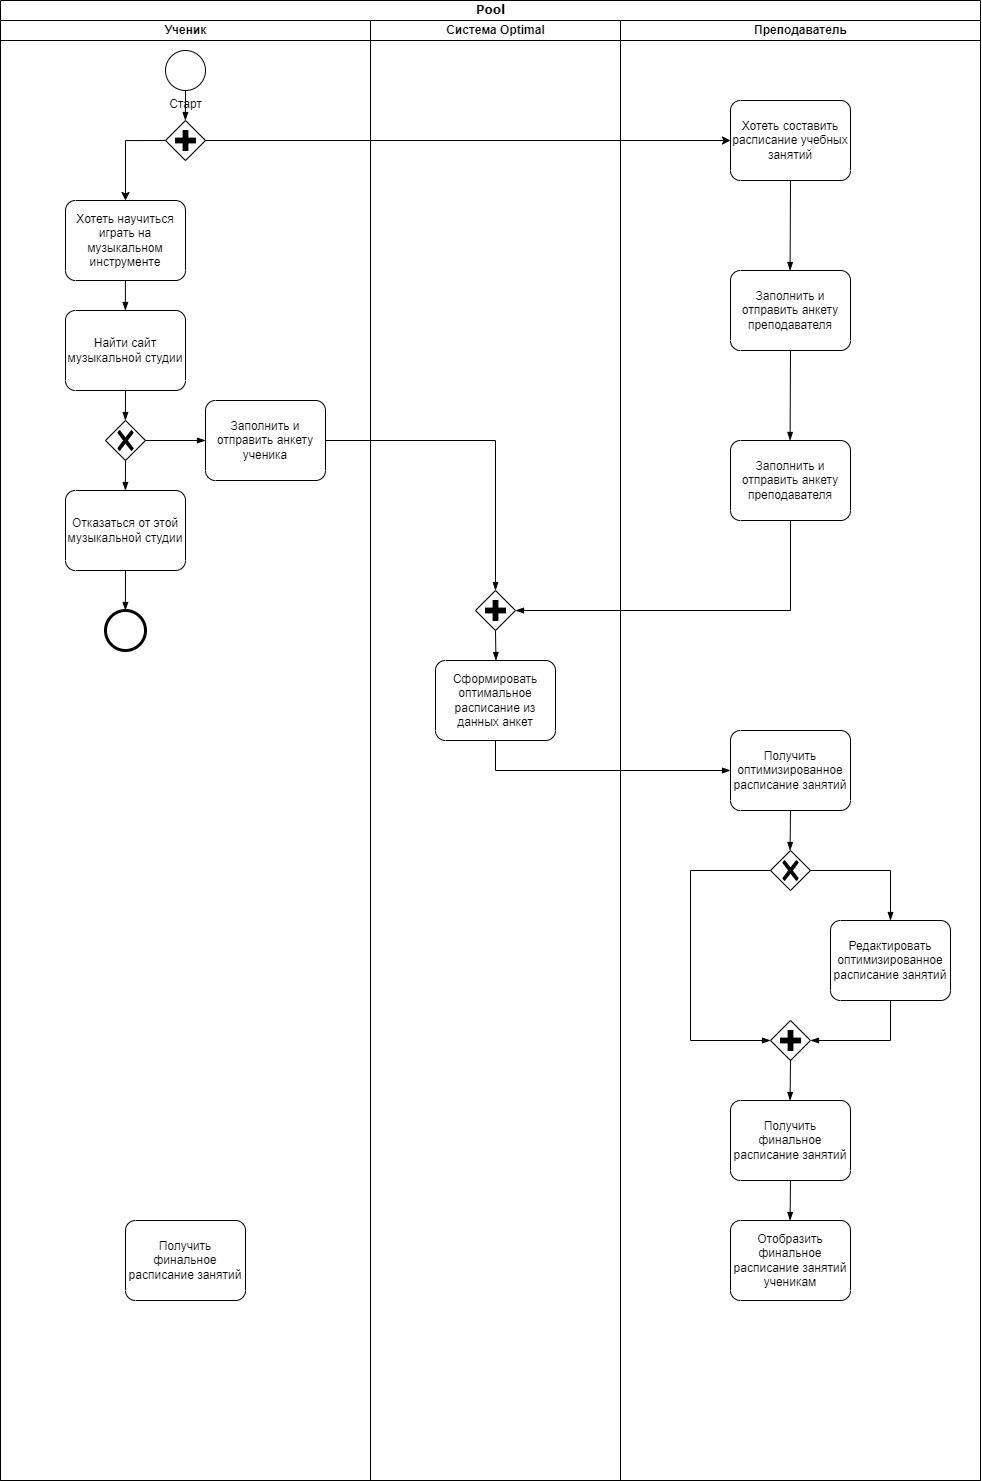 Pool
Ученик
Система Optimal
Преподаватель
Старт
Хотеть составить
расписание учебных
занятий
Хотеть научиться
играть на
музыкальном
инструменте
Заполнить и
отправить анкету
преподавателя
Найти сайт
музыкальной студии
Заполнить и
отправить анкету
ученика
Заполнить и
отправить анкету
преподавателя
Отказаться от этой
музыкальной студии
Сформировать
оптимальное
расписание из
данных анкет
Получить
оптимизированное
расписание занятий
Редактировать
оптимизированное
расписание занятий
Получить
финальное
расписание занятий
Получить
финальное
расписание занятий
Отобразить
финальное
расписание занятий
ученикам